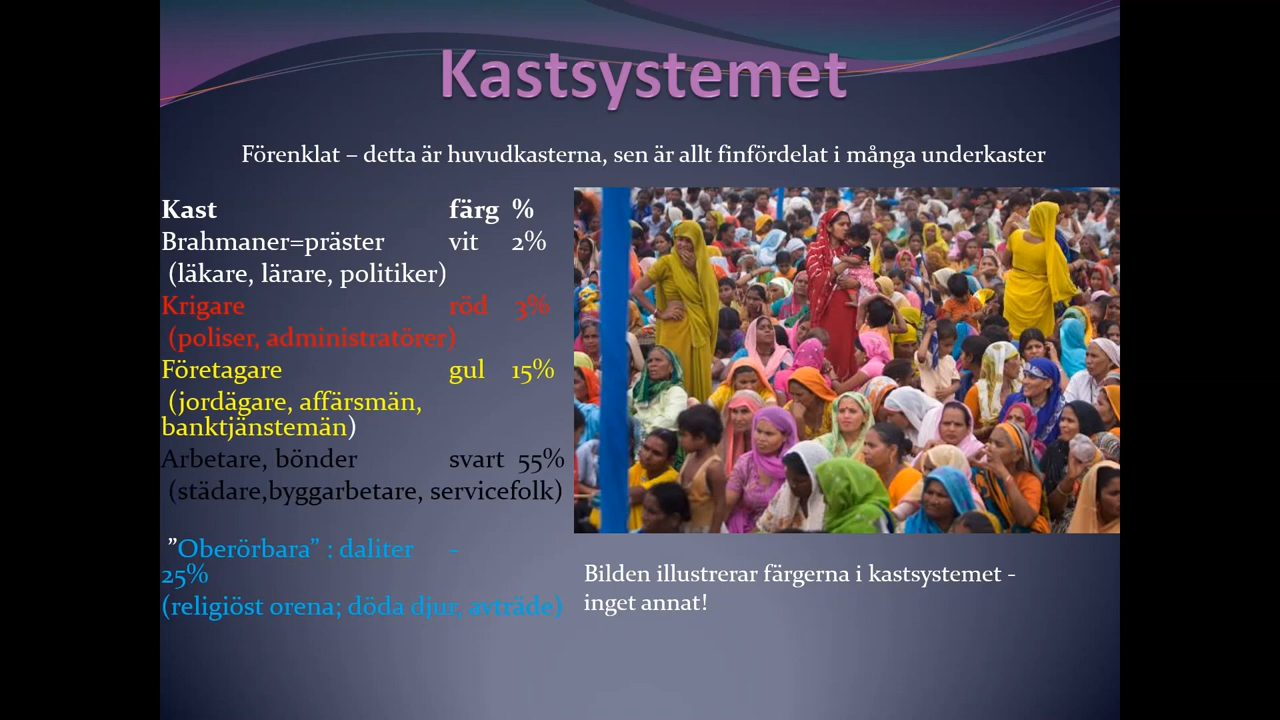 Kastsystemet
Förenklat – detta är huvudkasterna, sen är allt finfördelat i många underkaster
Kast färg %
Brahmaner=präster vit 2%
(läkare, lärare, politiker)
Krigare röd 3%
(poliser, administratörer)
Företagare gul 15%
(jordägare, affärsmän,
banktjänstemän)
Arbetare, bönder svart 55%
(städare,byggarbetare, servicefolk)
”Oberörbara” : daliter -
25%
(religiöst orena; döda djur, avträde)
Bilden illustrerar färgerna i kastsystemet -
inget annat!